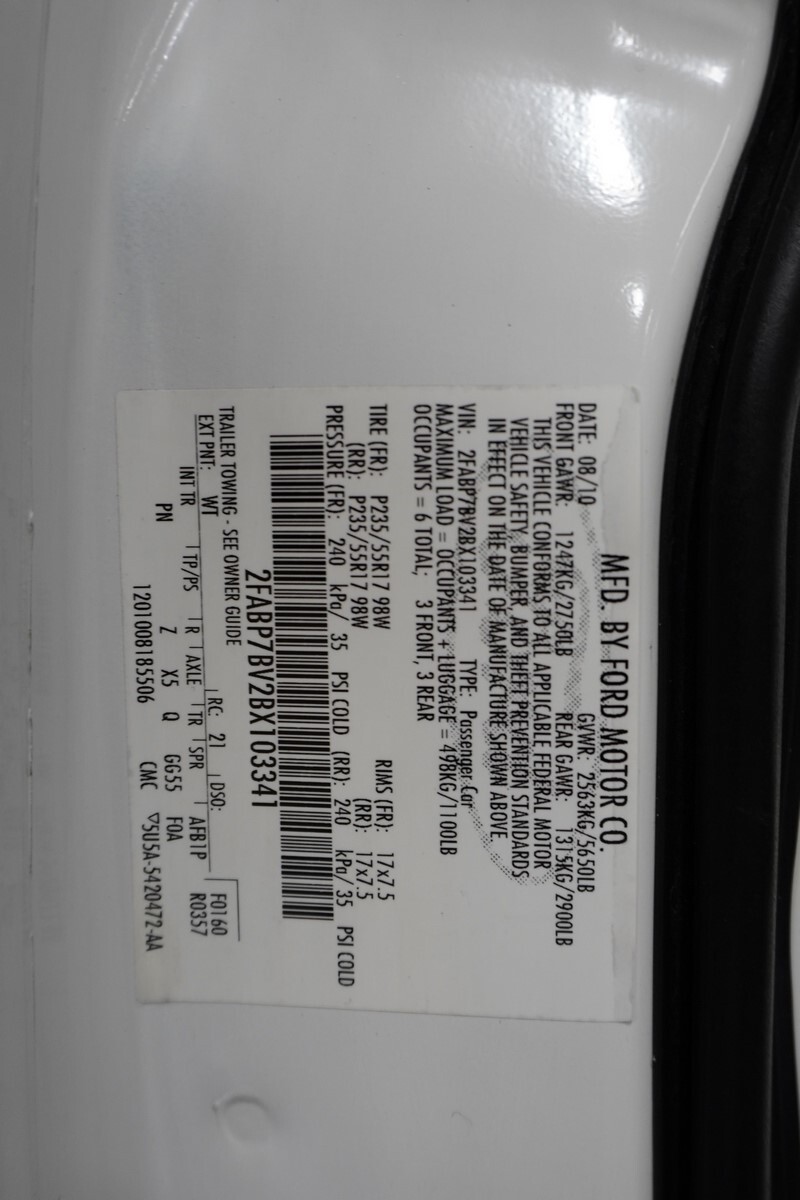 MFD. BY FORD MOTOR CO.
DATE: 08/10 GVWR: 2563KG/5650LB
FRONT GAWR: 1247KG/2750LB REAR GAWR: 1315KG/2900LB
THIS VEHICLE CONFORMS TO ALL APPLICABLE FEDERAL MOTOR
VEHICLE SAFETY, BUMPER, AND THEFT PREVENTION STANDARDS
IN EFFECT ON THE DATE OF MANUFACTURE SHOWN ABOVE.
VIN: 2FABP7BV2BX103341 TYPE: Passenger Car
MAXIMUM LOAD = OCCUPANTS + LUGGAGE = 498KG/1100LB
OCCUPANTS = 6 TOTAL; 3 FRONT, 3 REAR
TIRE (FR): P235/55R17 98W RIMS (FR): 17x7.5
(RR): P235/55R17 98W (RR): 17x7.5
PRESSURE (FR): 240 kPa/ 35 PSI COLD (RR): 240 kPa/ 35 PSI COLD
2FABP7BV2BX103341
TRAILER TOWING - SEE OWNER GUIDE F0160
EXT PNT: WT RC: 21 DSO: R0357
INT TR TP/PS R AXLE TR SPR AFB1P
PN Z X5 Q GG55 F0A
1201008185506 CMC ▽5U5A-5420472-AA